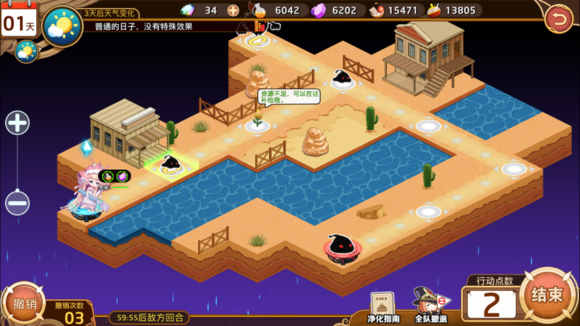 01天
3天后天气变化
普通的日子，没有特殊效果
34
6042
6202
15471
13805
资源不足，可以在这
补给哦。
撤销
撤销次数
03
59:55后敌方回合
净化指南
全队撤退
行动点数
2
结束